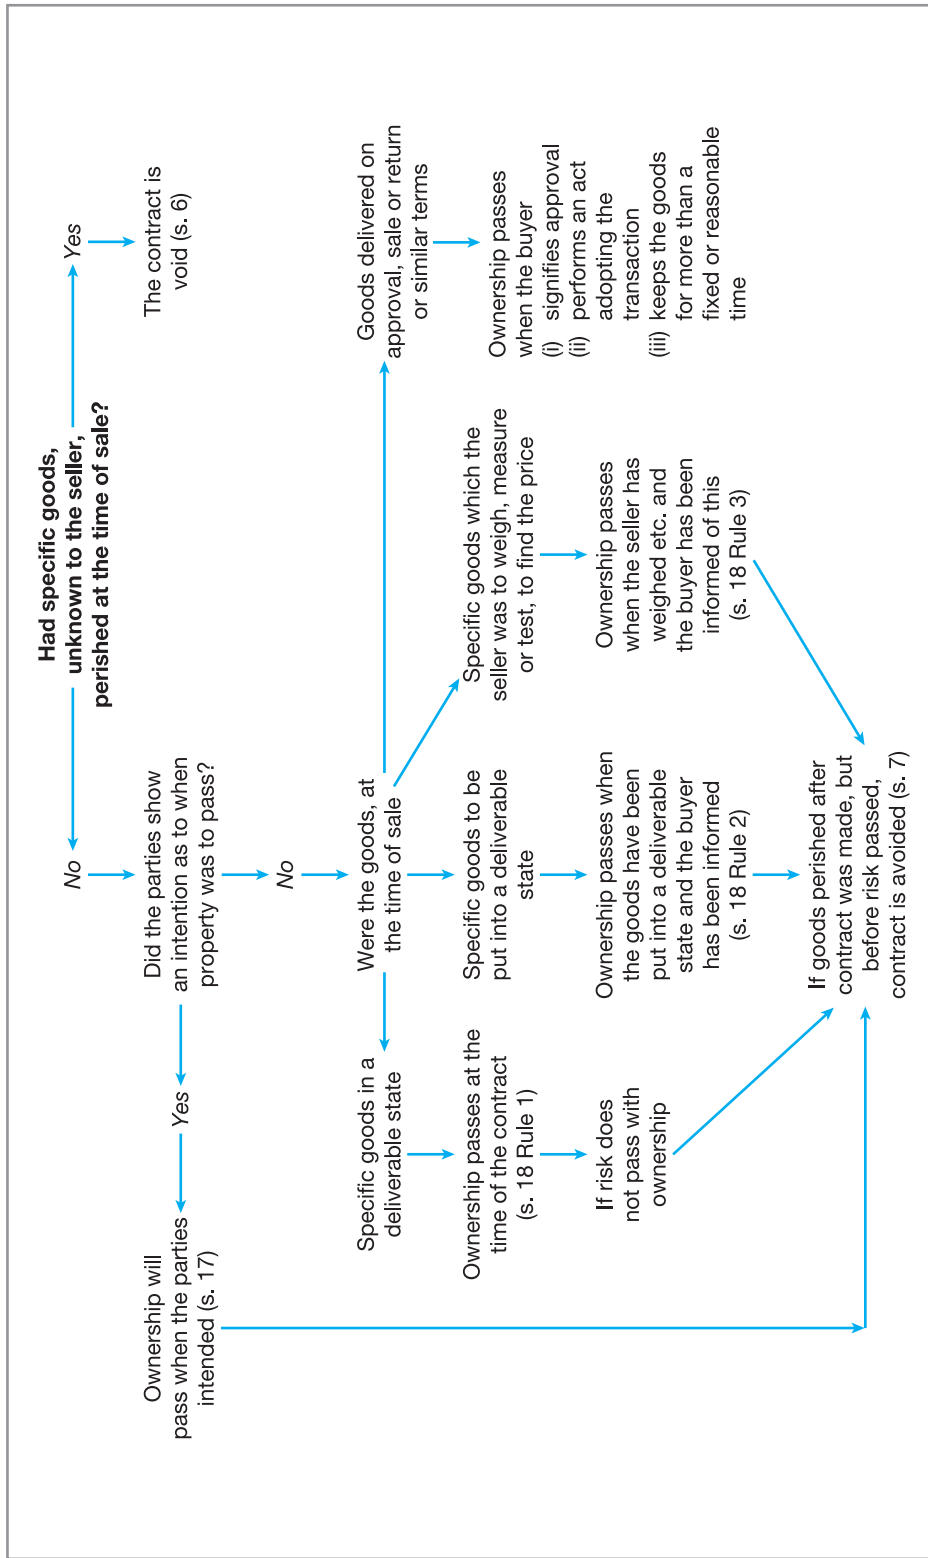 Had specific goods,
unknown to the seller,
perished at the time of sale?
No
Yes
Did the parties show
an intention as to when
property was to pass?
The contract is
void (s. 6)
Yes
Ownership will
pass when the parties
intended (s. 17)
No
Were the goods, at
the time of sale
Specific goods in a
deliverable state
Specific goods to be
put into a deliverable
state
Specific goods which the
seller was to weigh, measure
or test, to find the price
Goods delivered on
approval, sale or return
or similar terms
Ownership passes at the
time of the contract
(s. 18 Rule 1)
Ownership passes when
the goods have been
put into a deliverable
state and the buyer
has been informed
(s. 18 Rule 2)
Ownership passes
when the seller has
weighed etc. and
the buyer has been
informed of this
(s. 18 Rule 3)
Ownership passes
when the buyer
(i) signifies approval
(ii) performs an act
adopting the
transaction
(iii) keeps the goods
for more than a
fixed or reasonable
time
If risk does
not pass with
ownership
If goods perished after
contract was made, but
before risk passed,
contract is avoided (s. 7)